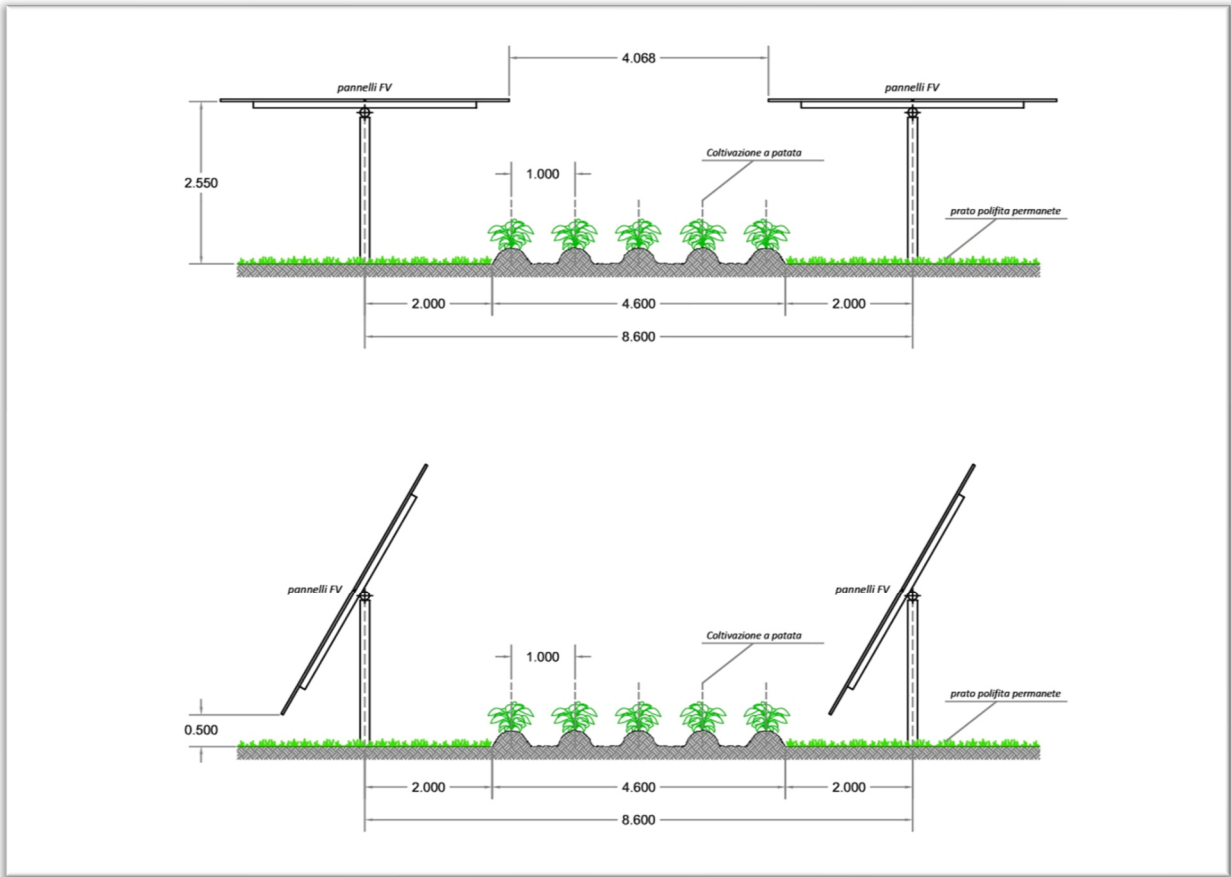 4.068
pannelli FV
pannelli FV
Coltivazione a patata
1.000
2.550
prato polifita permanete
2.000
4.600
2.000
8.600
pannelli FV
pannelli FV
Coltivazione a patata
1.000
prato polifita permanete
0.500
2.000
4.600
2.000
8.600